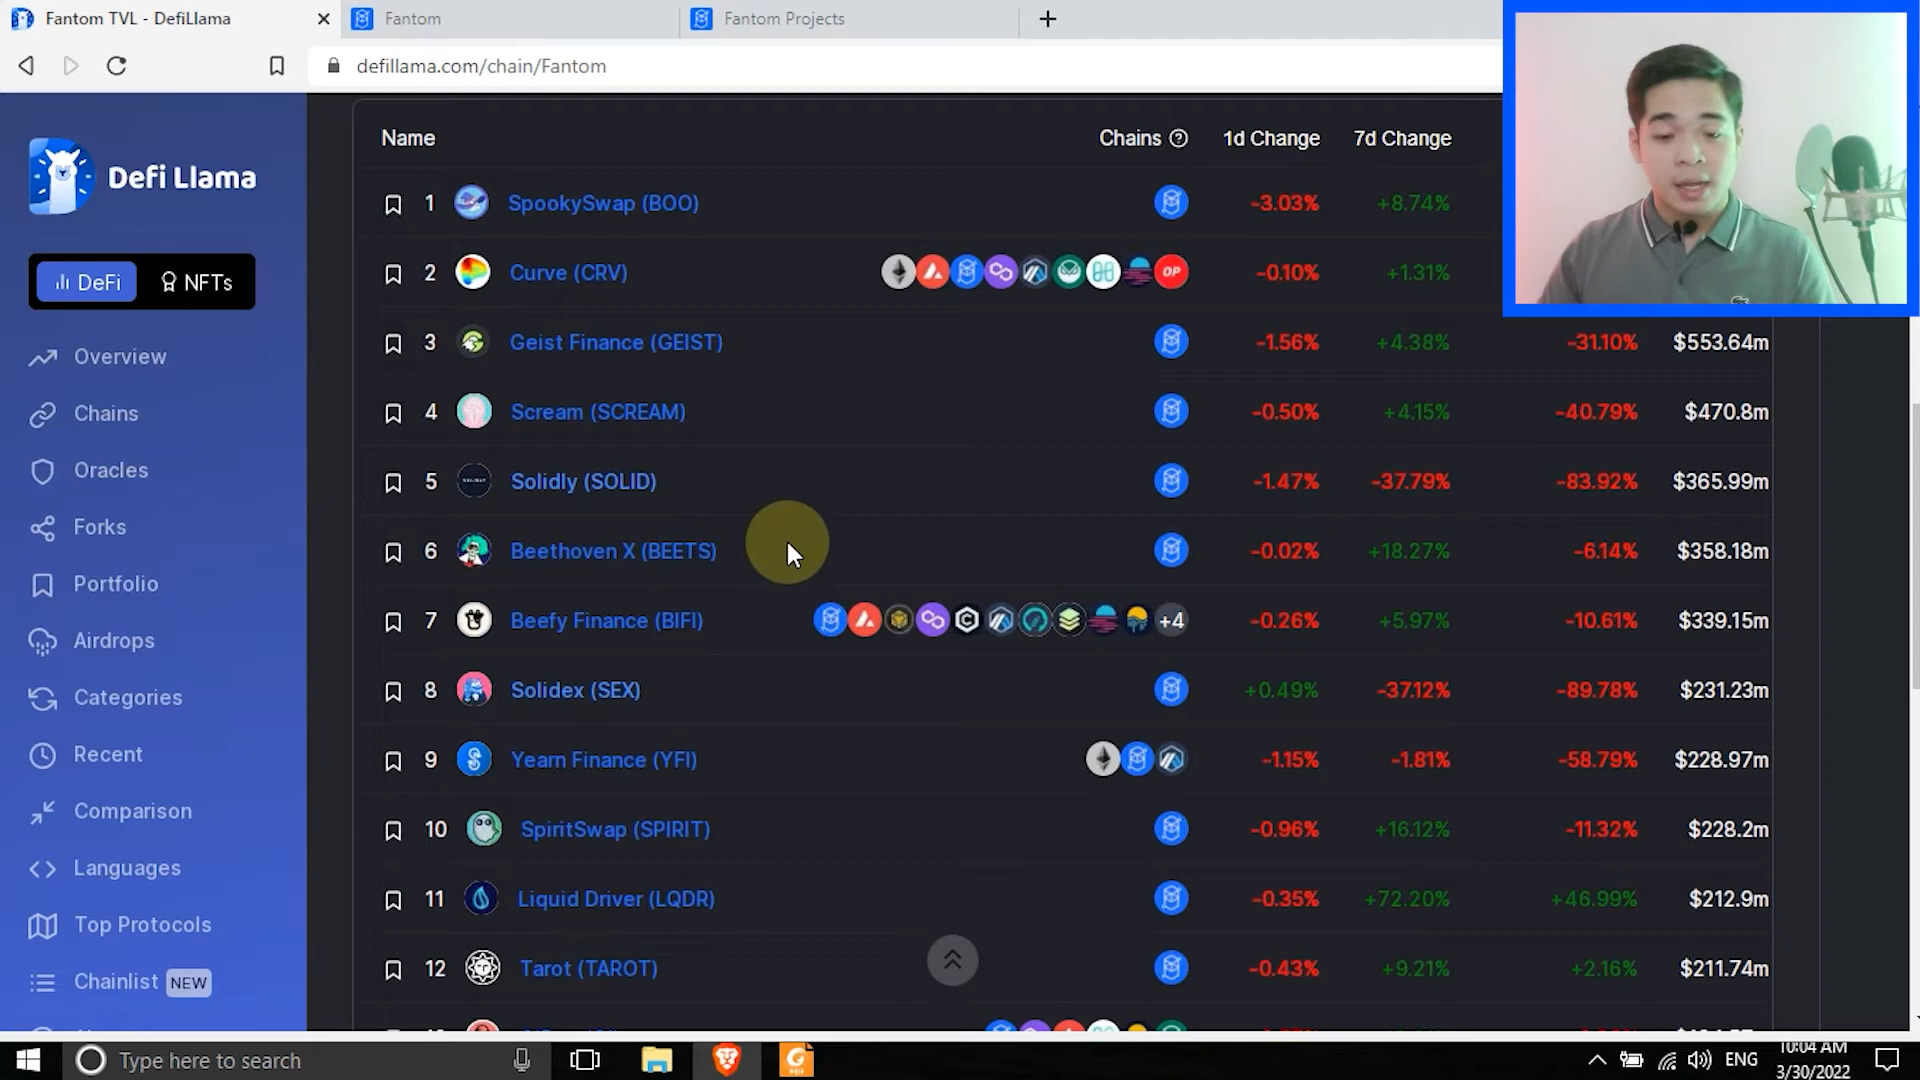 Fantom TVL - DefiLlama
Fantom
Fantom Projects
defillama.com/chain/Fantom
Defi Llama
DeFi
NFTs
Overview
Chains
Oracles
Forks
Portfolio
Airdrops
Categories
Recent
Comparison
Languages
Top Protocols
Chainlist NEW
Name Chains 1d Change 7d Change
1 SpookySwap (BOO) -3.03% +8.74%
2 Curve (CRV) OP -0.10% +1.31%
3 Geist Finance (GEIST) -1.56% +4.38% -31.10% $553.64m
4 Scream (SCREAM) -0.50% +4.15% -40.79% $470.8m
5 Solidly (SOLID) -1.47% -37.79% -83.92% $365.99m
6 Beethoven X (BEETS) -0.02% +18.27% -6.14% $358.18m
7 Beefy Finance (BIFI) +4 -0.26% +5.97% -10.61% $339.15m
8 Solidex (SEX) +0.49% -37.12% -89.78% $231.23m
9 Yearn Finance (YFI) -1.15% -1.81% -58.79% $228.97m
10 SpiritSwap (SPIRIT) -0.96% +16.12% -11.32% $228.2m
11 Liquid Driver (LQDR) -0.35% +72.20% +46.99% $212.9m
12 Tarot (TAROT) -0.43% +9.21% +2.16% $211.74m
Type here to search
ENG
10:04 AM
3/30/2022